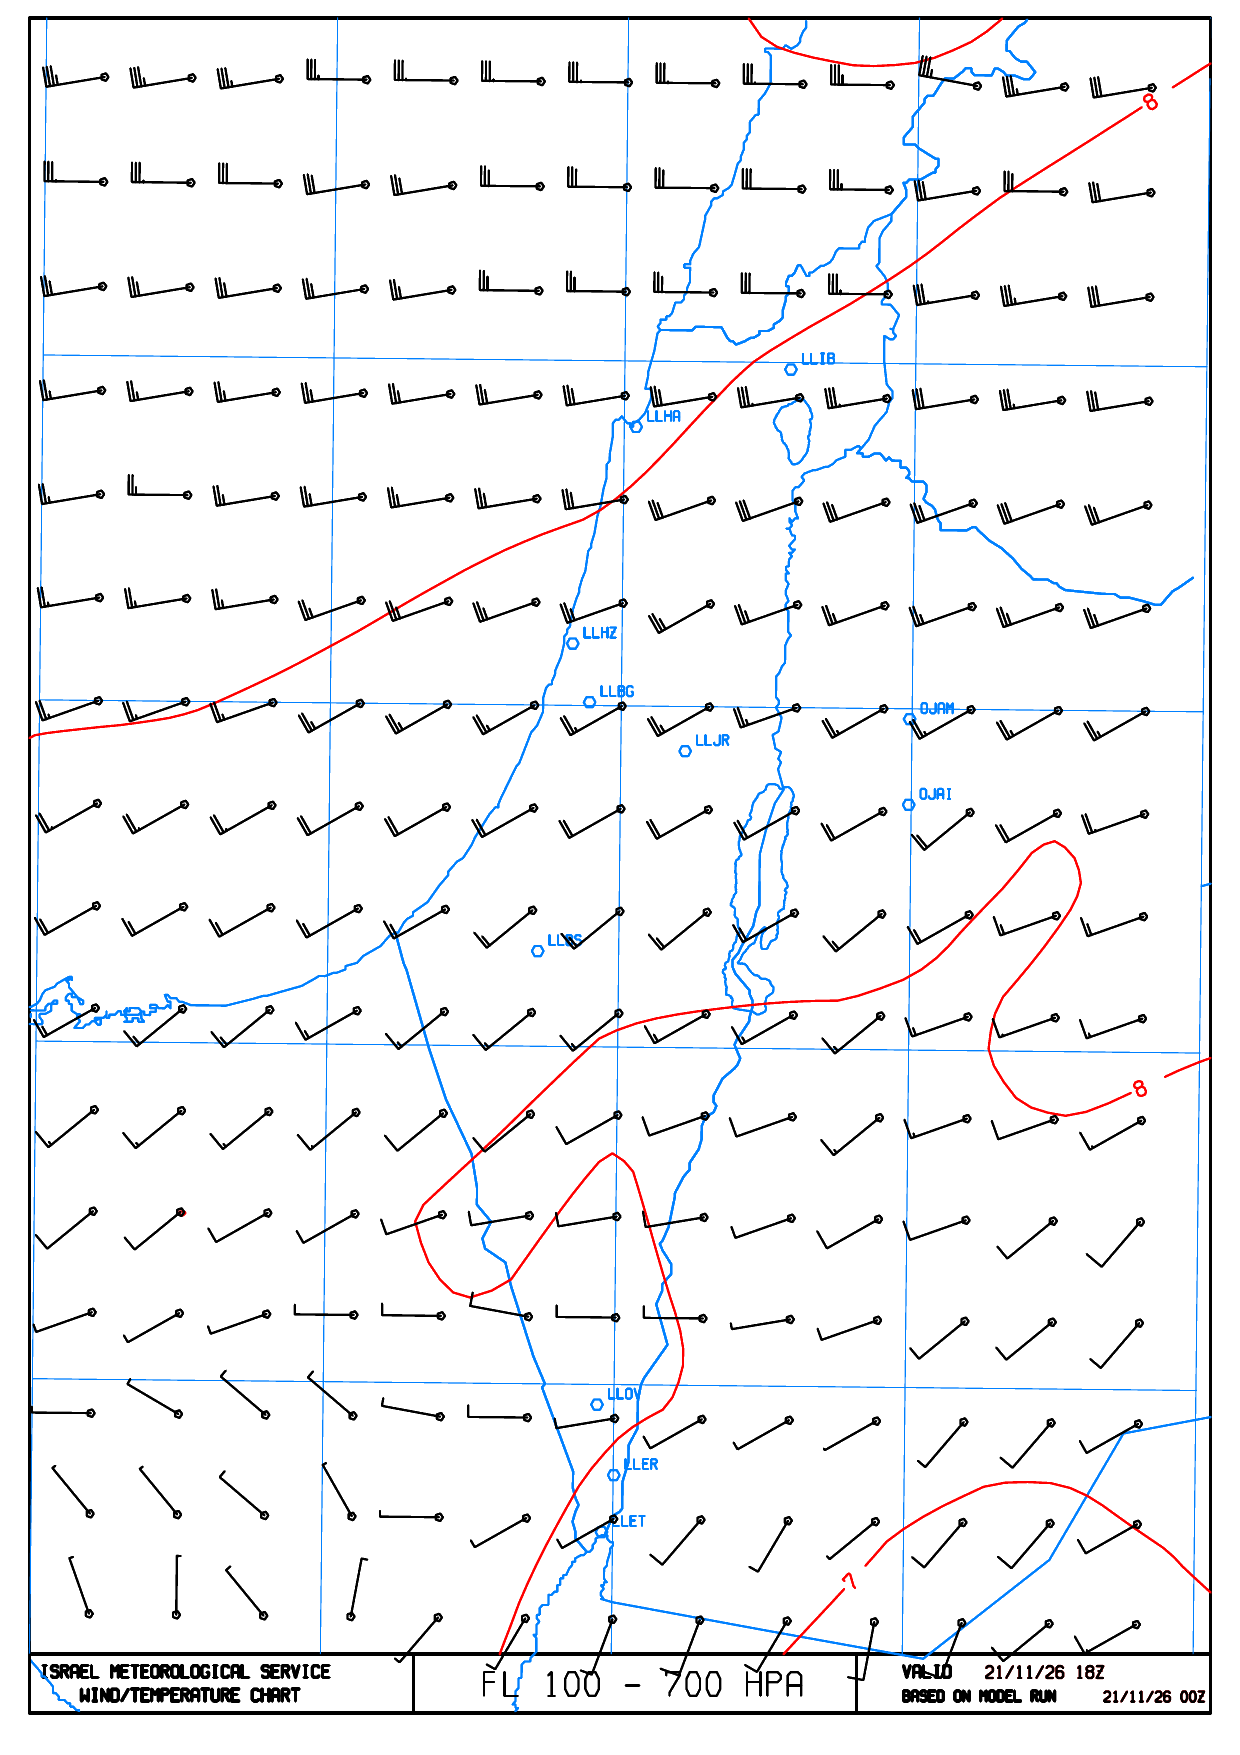 8
LLIB
LLHA
LLHZ
LLBG
OJAM
LLJR
OJAI
LLBS
8
LLOV
LLER
LLET
7
ISRAEL METEOROLOGICAL SERVICE
WIND/TEMPERATURE CHART
FL 100 - 700 HPA
VALID 21/11/26 18Z
BASED ON MODEL RUN 21/11/26 00Z